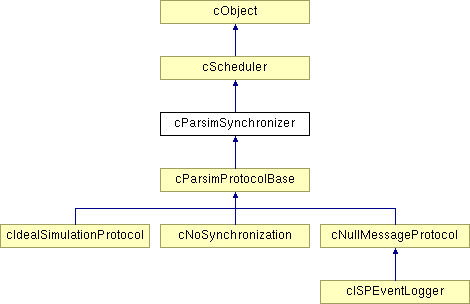 cObject
cScheduler
cParsimSynchronizer
cParsimProtocolBase
cIdealSimulationProtocol
cNoSynchronization
cNullMessageProtocol
cISPEventLogger